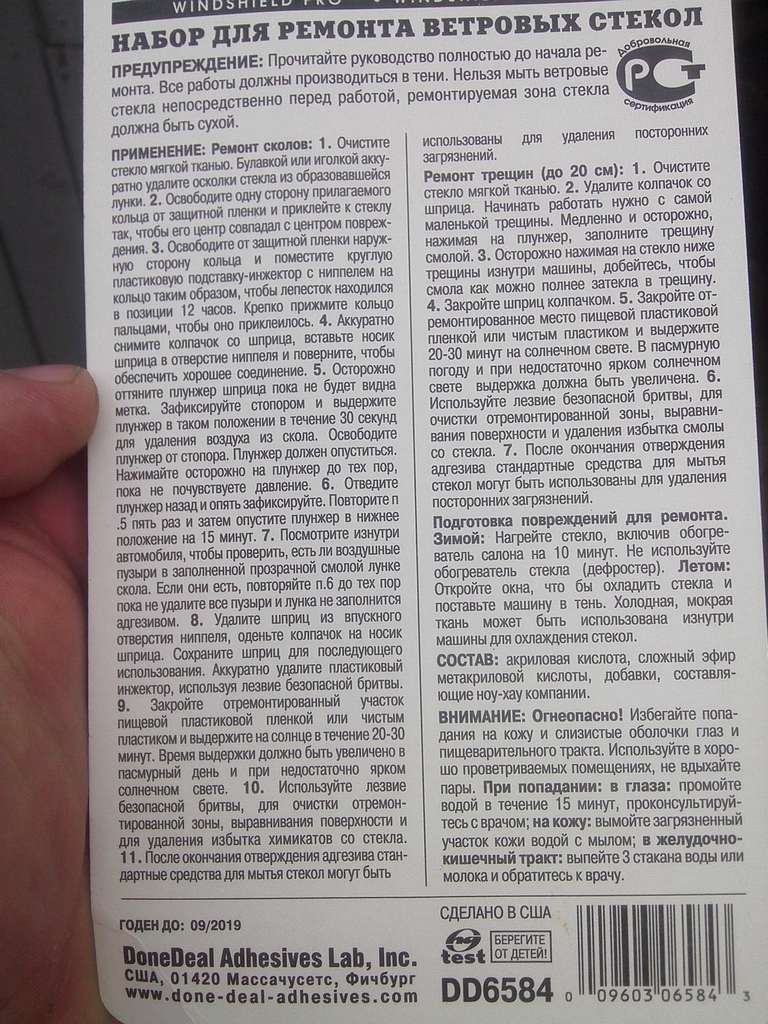 WINDSHIELD PRO
НАБОР ДЛЯ РЕМОНТА ВЕТРОВЫХ СТЕКОЛ
ПРЕДУПРЕЖДЕНИЕ: Прочитайте руководство полностью до начала ре-
монта. Все работы должны производиться в тени. Нельзя мыть ветровые
стекла непосредственно перед работой, ремонтируемая зона стекла
должна быть сухой.
Добровольная
РСТ
сертификация
ПРИМЕНЕНИЕ: Ремонт сколов: 1. Очистите
стекло мягкой тканью. Булавкой или иголкой акку-
ратно удалите осколки стекла из образовавшейся
лунки. 2. Освободите одну сторону прилагаемого
кольца от защитной пленки и приклейте к стеклу
так, чтобы его центр совпадал с центром повреж-
дения. 3. Освободите от защитной пленки наруж-
ную сторону кольца и поместите круглую
пластиковую подставку-инжектор с ниппелем на
кольцо таким образом, чтобы лепесток находился
в позиции 12 часов. Крепко прижмите кольцо
пальцами, чтобы оно приклеилось. 4. Аккуратно
снимите колпачок со шприца, вставьте носик
шприца в отверстие ниппеля и поверните, чтобы
обеспечить хорошее соединение. 5. Осторожно
оттяните плунжер шприца пока не будет видна
метка. Зафиксируйте стопором и выдержите
плунжер в таком положении в течение 30 секунд
для удаления воздуха из скола. Освободите
плунжер от стопора. Плунжер должен опуститься.
Нажимайте осторожно на плунжер до тех пор,
пока не почувствуете давление. 6. Отведите
плунжер назад и опять зафиксируйте. Повторите п
.5 пять раз и затем опустите плунжер в нижнее
положение на 15 минут. 7. Посмотрите изнутри
автомобиля, чтобы проверить, есть ли воздушные
пузыри в заполненной прозрачной смолой лунке
скола. Если они есть, повторяйте п.6 до тех пор
пока не удалите все пузыри и лунка не заполнится
адгезивом. 8. Удалите шприц из впускного
отверстия ниппеля, оденьте колпачок на носик
шприца. Сохраните шприц для последующего
использования. Аккуратно удалите пластиковый
инжектор, используя лезвие безопасной бритвы.
9. Закройте отремонтированный участок
пищевой пластиковой пленкой или чистым
пластиком и выдержите на солнце в течение 20-30
минут. Время выдержки должно быть увеличено в
пасмурный день и при недостаточно ярком
солнечном свете. 10. Используйте лезвие
безопасной бритвы, для очистки отремон-
тированной зоны, выравнивания поверхности и
для удаления избытка химикатов со стекла.
11. После окончания отверждения адгезива стан-
дартные средства для мытья стекол могут быть
использованы для удаления посторонних
загрязнений.
Ремонт трещин (до 20 см): 1. Очистите
стекло мягкой тканью. 2. Удалите колпачок со
шприца. Начинать работать нужно с самой
маленькой трещины. Медленно и осторожно,
нажимая на плунжер, заполните трещину
смолой. 3. Осторожно нажимая на стекло ниже
трещины изнутри машины, добейтесь, чтобы
смола как можно полнее затекла в трещину.
4. Закройте шприц колпачком. 5. Закройте от-
ремонтированное место пищевой пластиковой
пленкой или чистым пластиком и выдержите
20-30 минут на солнечном свете. В пасмурную
погоду и при недостаточно ярком солнечном
свете выдержка должна быть увеличена. 6.
Используйте лезвие безопасной бритвы, для
очистки отремонтированной зоны, выравни-
вания поверхности и удаления избытка смолы
со стекла. 7. После окончания отверждения
адгезива стандартные средства для мытья
стекол могут быть использованы для удаления
посторонних загрязнений.
Подготовка повреждений для ремонта.
Зимой: Нагрейте стекло, включив обогре-
ватель салона на 10 минут. Не используйте
обогреватель стекла (дефростер). Летом:
Откройте окна, что бы охладить стекла и
поставьте машину в тень. Холодная, мокрая
ткань может быть использована изнутри
машины для охлаждения стекол.
СОСТАВ: акриловая кислота, сложный эфир
метакриловой кислоты, добавки, составля-
ющие ноу-хау компании.
ВНИМАНИЕ: Огнеопасно! Избегайте попа-
дания на кожу и слизистые оболочки глаз и
пищеварительного тракта. Используйте в хоро-
шо проветриваемых помещениях, не вдыхайте
пары. При попадании: в глаза: промойте
водой в течение 15 минут, проконсультируй-
тесь с врачом; на кожу: вымойте загрязненный
участок кожи водой с мылом; в желудочно-
кишечный тракт: выпейте 3 стакана воды или
молока и обратитесь к врачу.
ГОДЕН ДО: 09/2019
DoneDeal Adhesives Lab, Inc.
США, 01420 Массачусетс, Фичбург
www.done-deal-adhesives.com
СДЕЛАНО В США
test
БЕРЕГИТЕ
ОТ ДЕТЕЙ!
DD6584
0 09603 06584 3